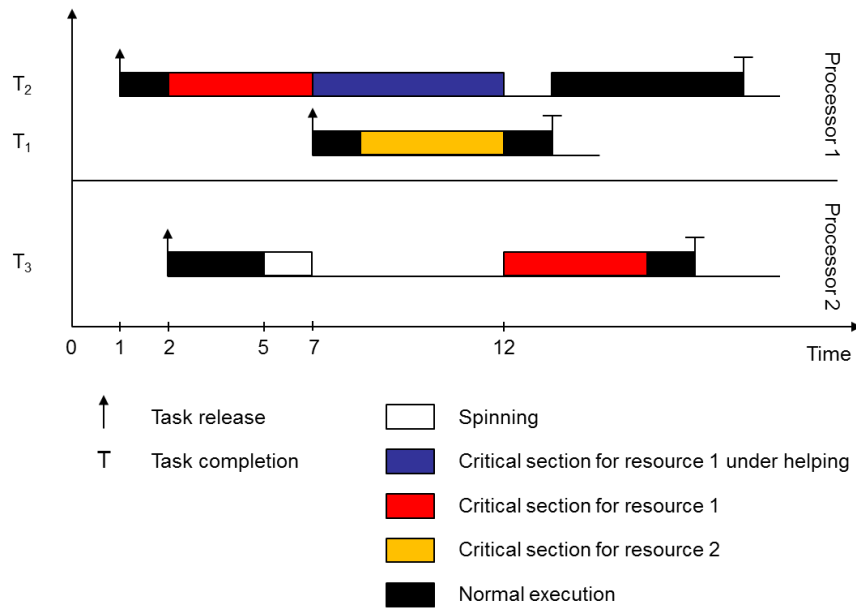 T2
Processor 1
T1
Processor 2
T3
0 1 2 5 7 12 Time
Task release
Spinning
T Task completion
Critical section for resource 1 under helping
Critical section for resource 1
Critical section for resource 2
Normal execution